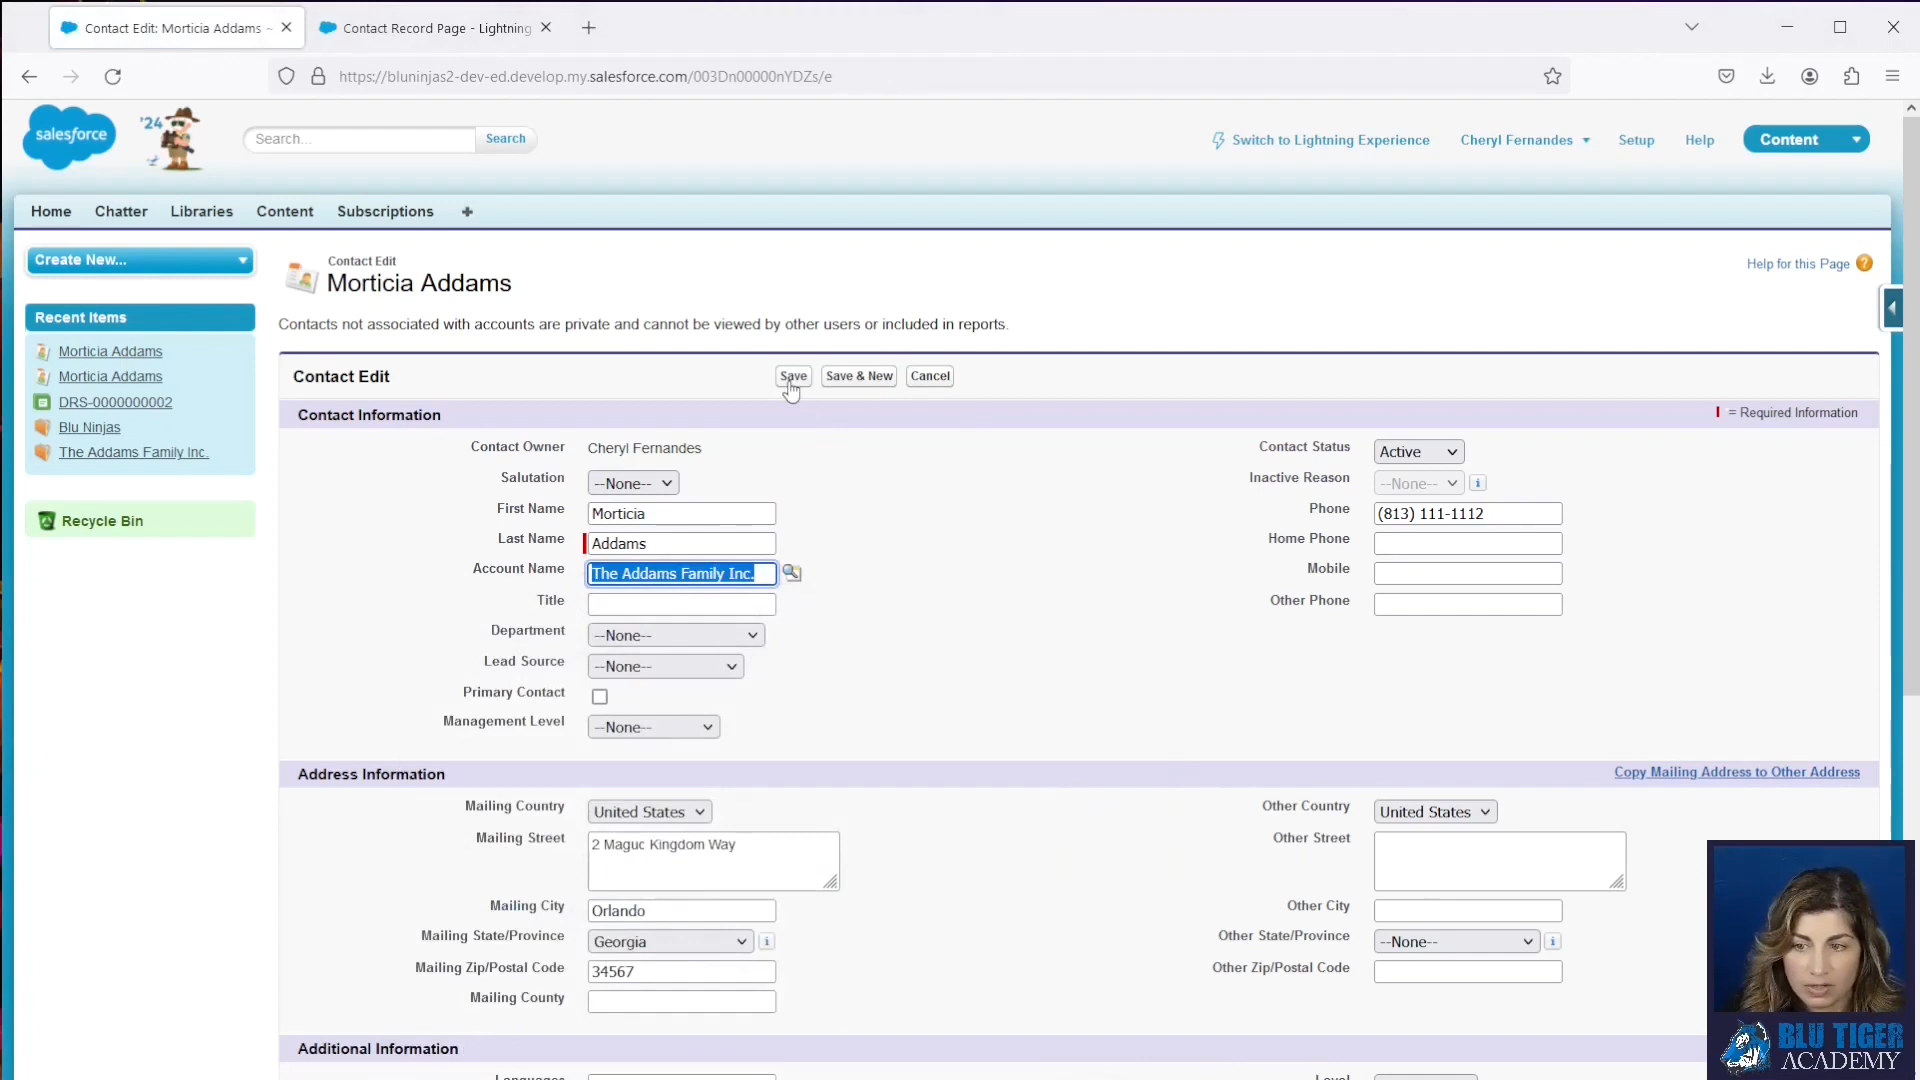 Contact Edit: Morticia Addams ~
Contact Record Page - Lightning
https://bluninjas2-dev-ed.develop.my.salesforce.com/003Dn00000nYDZs/e
salesforce
'24
Search...
Search
Switch to Lightning Experience
Cheryl Fernandes
Setup
Help
Content
Home
Chatter
Libraries
Content
Subscriptions
Create New...
Recent Items
Morticia Addams
Morticia Addams
DRS-0000000002
Blu Ninjas
The Addams Family Inc.
Recycle Bin
Contact Edit
Morticia Addams
Help for this Page
Contacts not associated with accounts are private and cannot be viewed by other users or included in reports.
Contact Edit
Save
Save & New
Cancel
Contact Information
= Required Information
Contact Owner Cheryl Fernandes
Contact Status Active
Salutation --None--
Inactive Reason --None--
First Name Morticia
Phone (813) 111-1112
Last Name Addams
Home Phone
Account Name The Addams Family Inc.
Mobile
Title
Other Phone
Department --None--
Lead Source --None--
Primary Contact
Management Level --None--
Address Information
Copy Mailing Address to Other Address
Mailing Country United States
Other Country United States
Mailing Street 2 Maguc Kingdom Way
Other Street
Mailing City Orlando
Other City
Mailing State/Province Georgia
Other State/Province --None--
Mailing Zip/Postal Code 34567
Other Zip/Postal Code
Mailing County
Additional Information
Languages
Level
BLU TIGER
ACADEMY